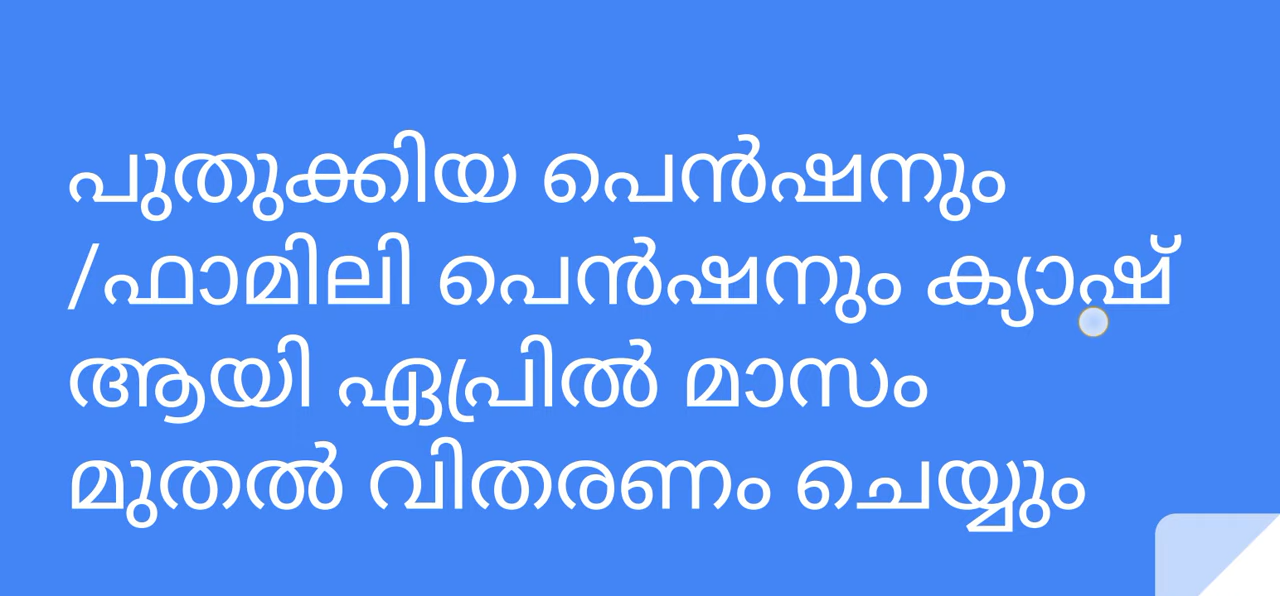 പുതുക്കിയ പെൻഷനും
/ഫാമിലി പെൻഷനും ക്യാഷ്
ആയി ഏപ്രിൽ മാസം
മുതൽ വിതരണം ചെയ്യും